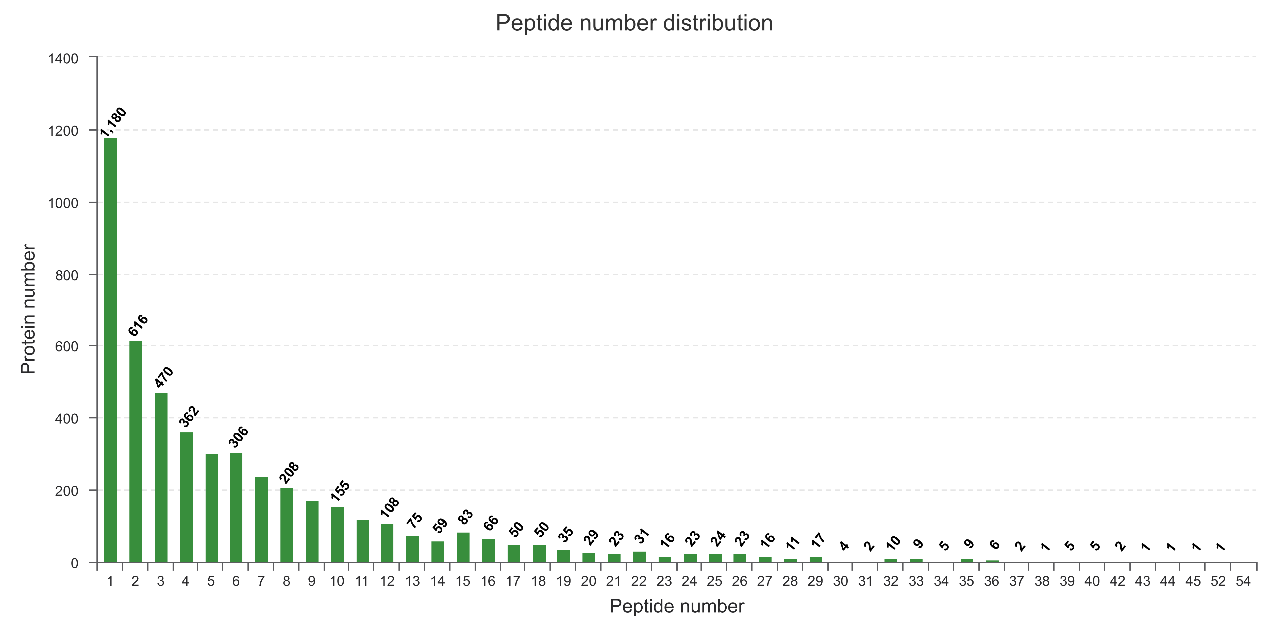 Peptide number distribution
1400
1200
1000
800
600
400
200
0
Protein number
1,180 616 470 362 306 208 155 108 75 59 83 66 50 50 35 29 23 31 16 23 24 23 16 11 17 4 2 10 9 5 9 6 2 1 5 5 2 1 1 1 1
1 2 3 4 5 6 7 8 9 10 11 12 13 14 15 16 17 18 19 20 21 22 23 24 25 26 27 28 29 30 31 32 33 34 35 36 37 38 39 40 42 43 44 45 52 54
Peptide number